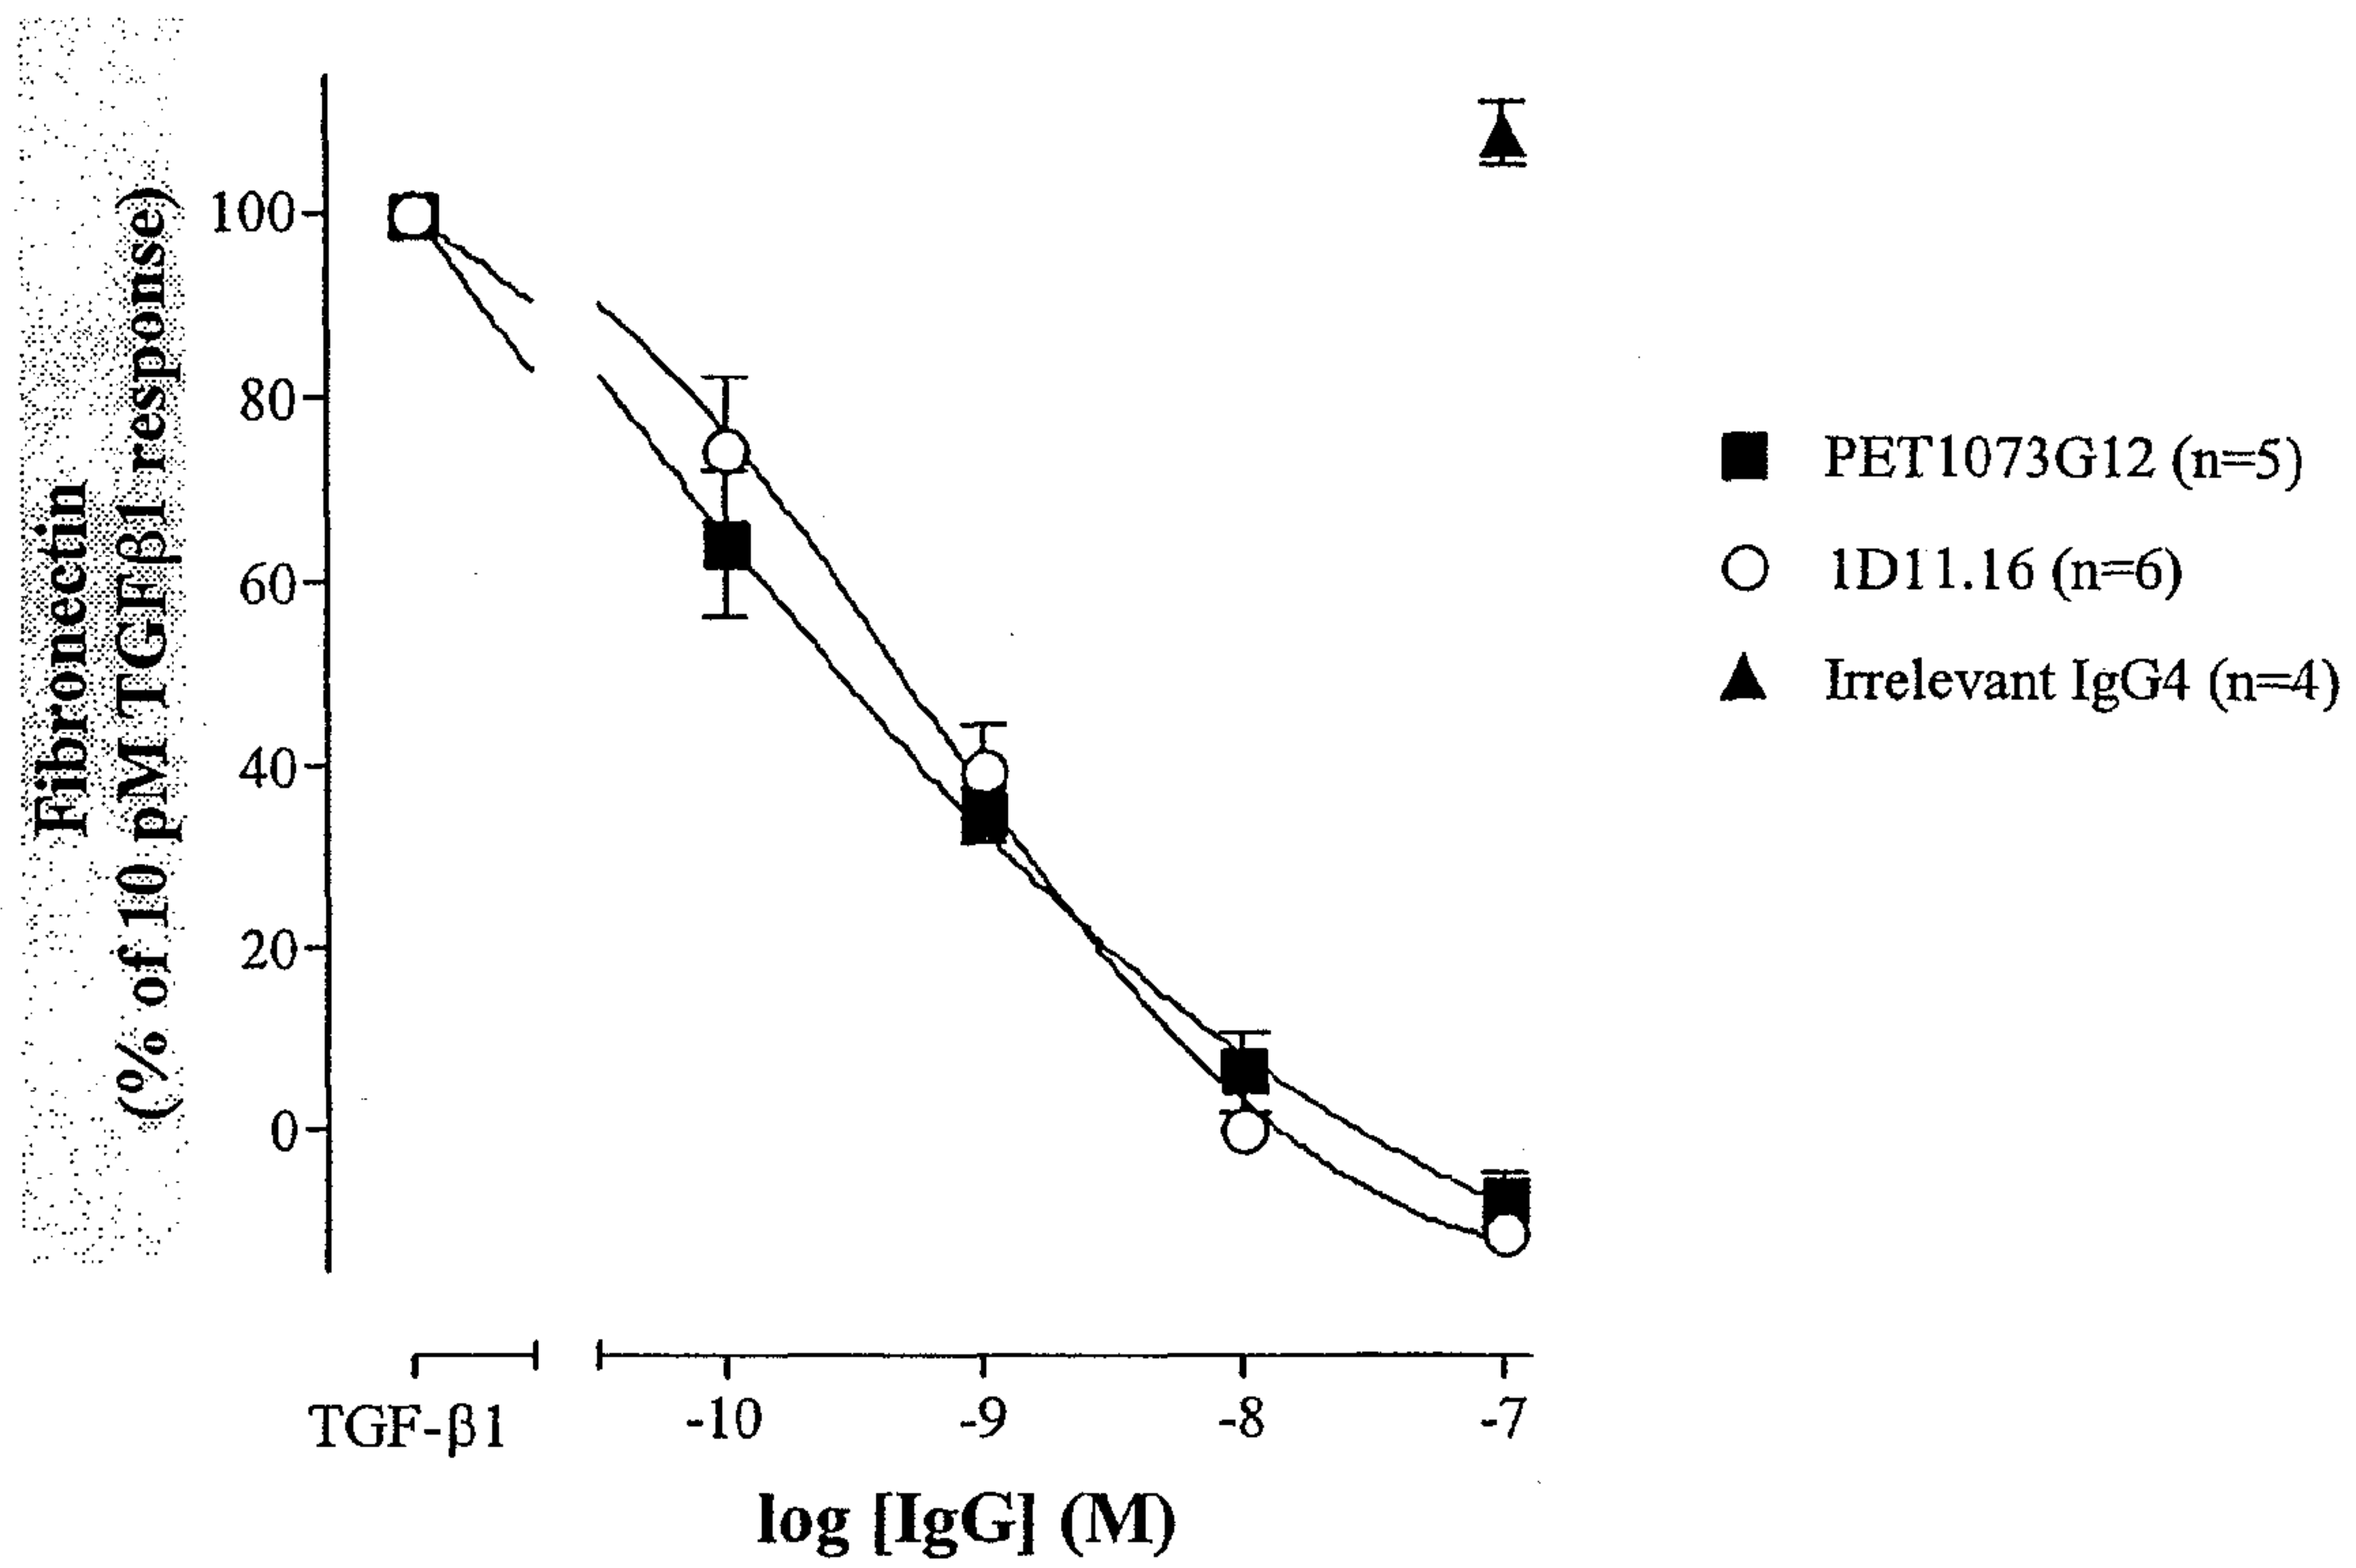 Fibronectin
(% of 10 pM TGFβ1 response)
100
80
60
40
20
0
PET1073G12 (n=5)
1D11.16 (n=6)
Irrelevant IgG4 (n=4)
TGF-β1 -10 -9 -8 -7
log [IgG] (M)